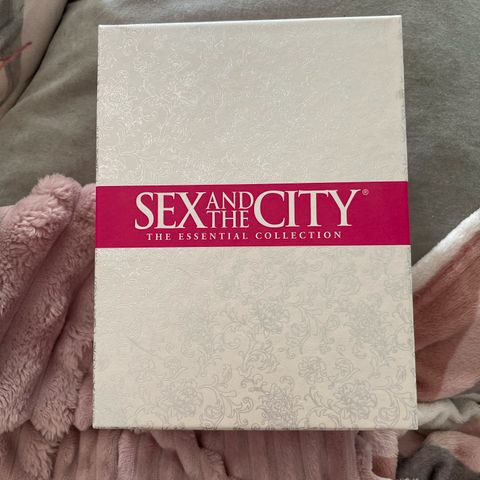 SEX AND THE CITY®
THE ESSENTIAL COLLECTION